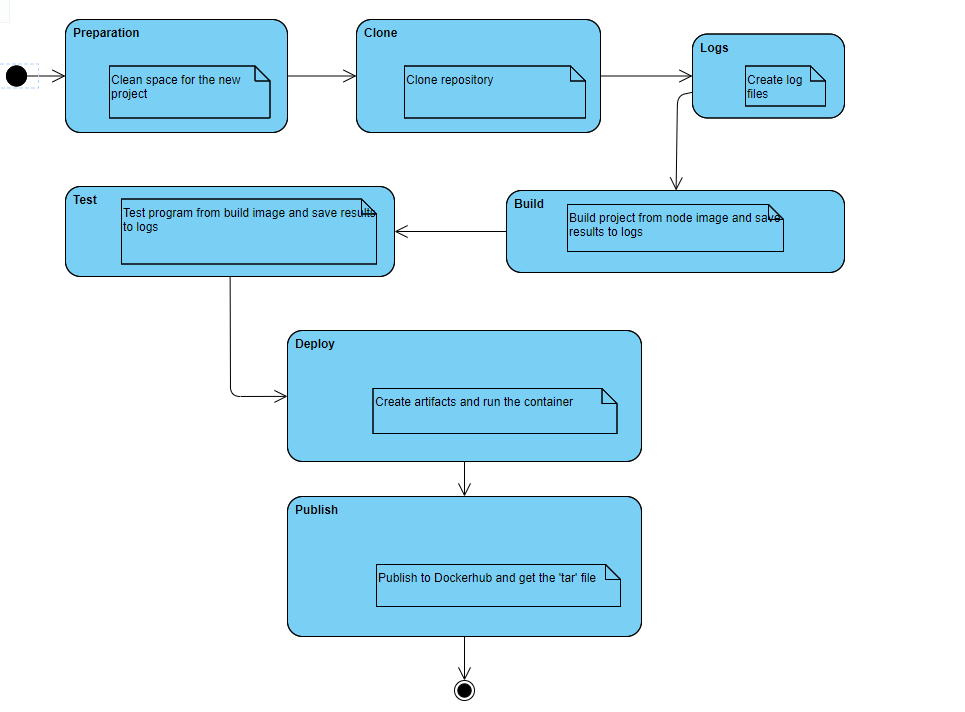 Preparation
Clean space for the new
project
Clone
Clone repository
Logs
Create log
files
Test
Test program from build image and save results
to logs
Build
Build project from node image and save
results to logs
Deploy
Create artifacts and run the container
Publish
Publish to Dockerhub and get the 'tar' file